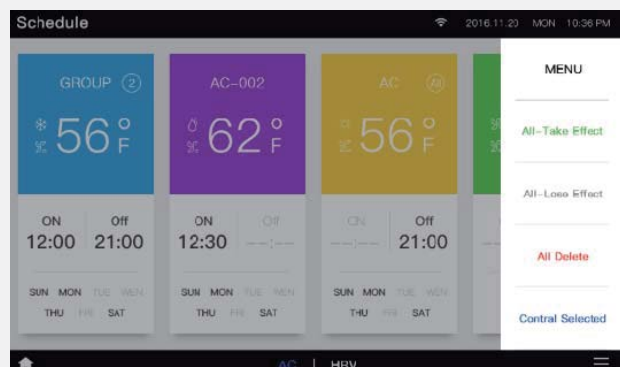 Schedule 2016.11.20 MON 10:36 PM
GROUP 2
56°F
ON Off
12:00 21:00
SUN MON TUE WEN
THU FRI SAT
AC-002
62°F
ON Off
12:30 --:--
SUN MON TUE WEN
THU FRI SAT
AC All
56°F
ON Off
--:-- 21:00
SUN MON TUE WEN
THU FRI SAT
MENU
All-Take Effect
All-Lose Effect
All Delete
Contral Selected
AC | HRV